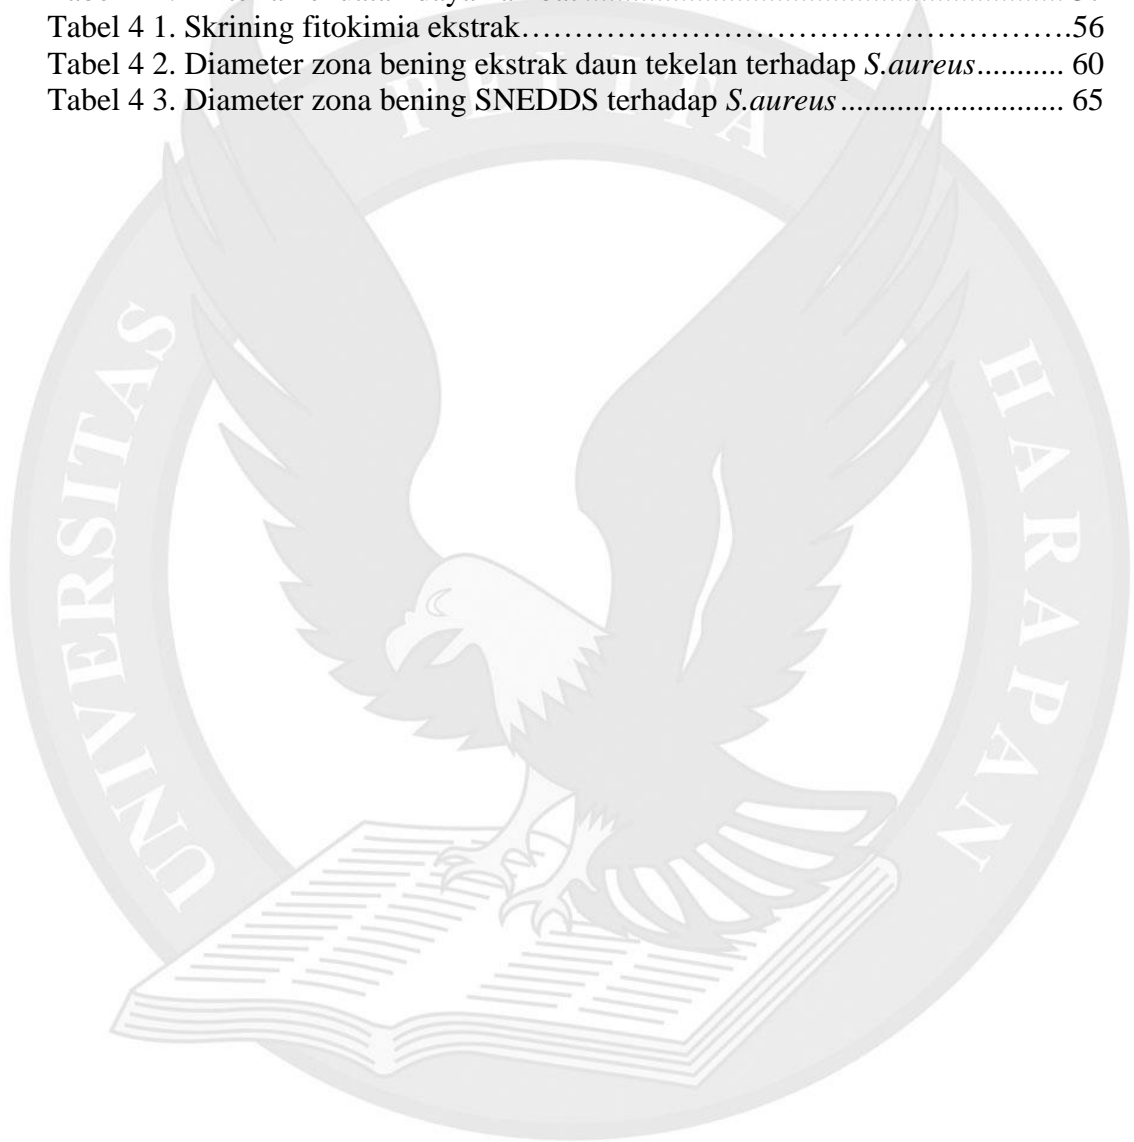 Tabel 4 1. Skrining fitokimia ekstrak……………………………………………….56
Tabel 4 2. Diameter zona bening ekstrak daun tekelan terhadap S.aureus........... 60
Tabel 4 3. Diameter zona bening SNEDDS terhadap S.aureus............................ 65
PELITA
UNIVERSITAS
HARAPAN